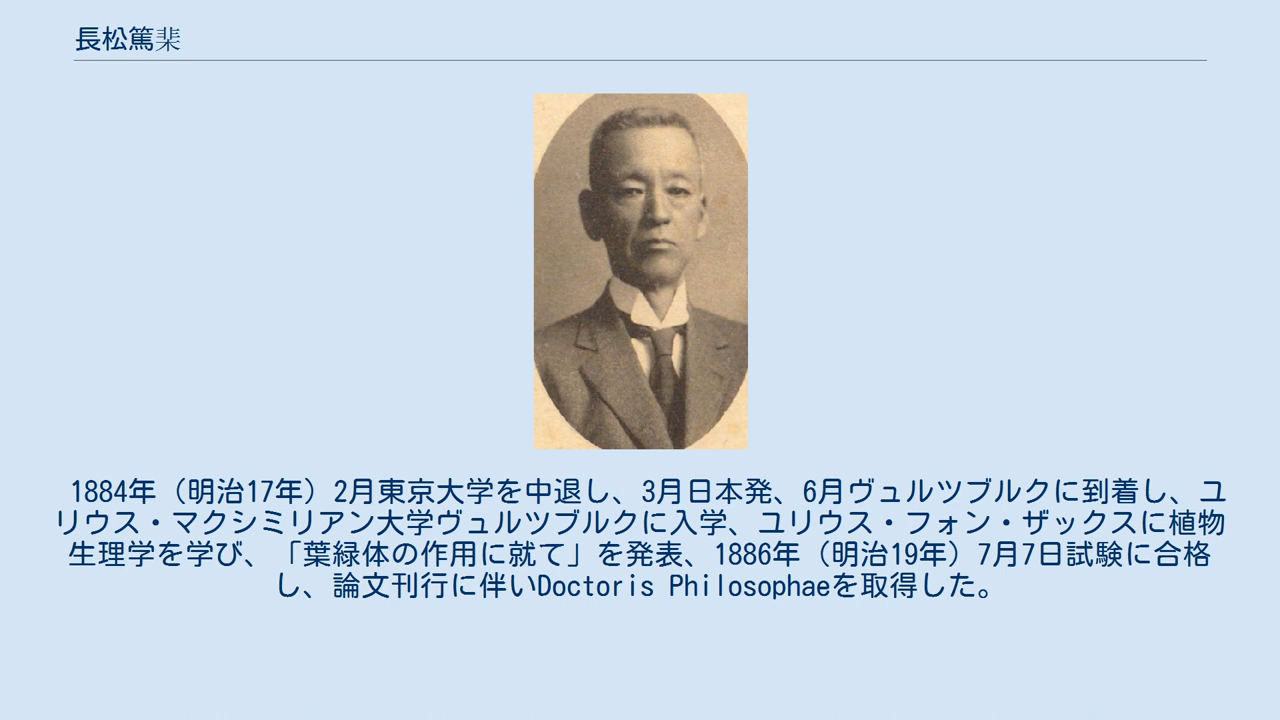 長松篤棐
1884年（明治17年）2月東京大学を中退し、3月日本発、6月ヴュルツブルクに到着し、ユ
リウス・マクシミリアン大学ヴュルツブルクに入学、ユリウス・フォン・ザックスに植物
生理学を学び、「葉緑体の作用に就て」を発表、1886年（明治19年）7月7日試験に合格
し、論文刊行に伴いDoctoris Philosophaeを取得した。